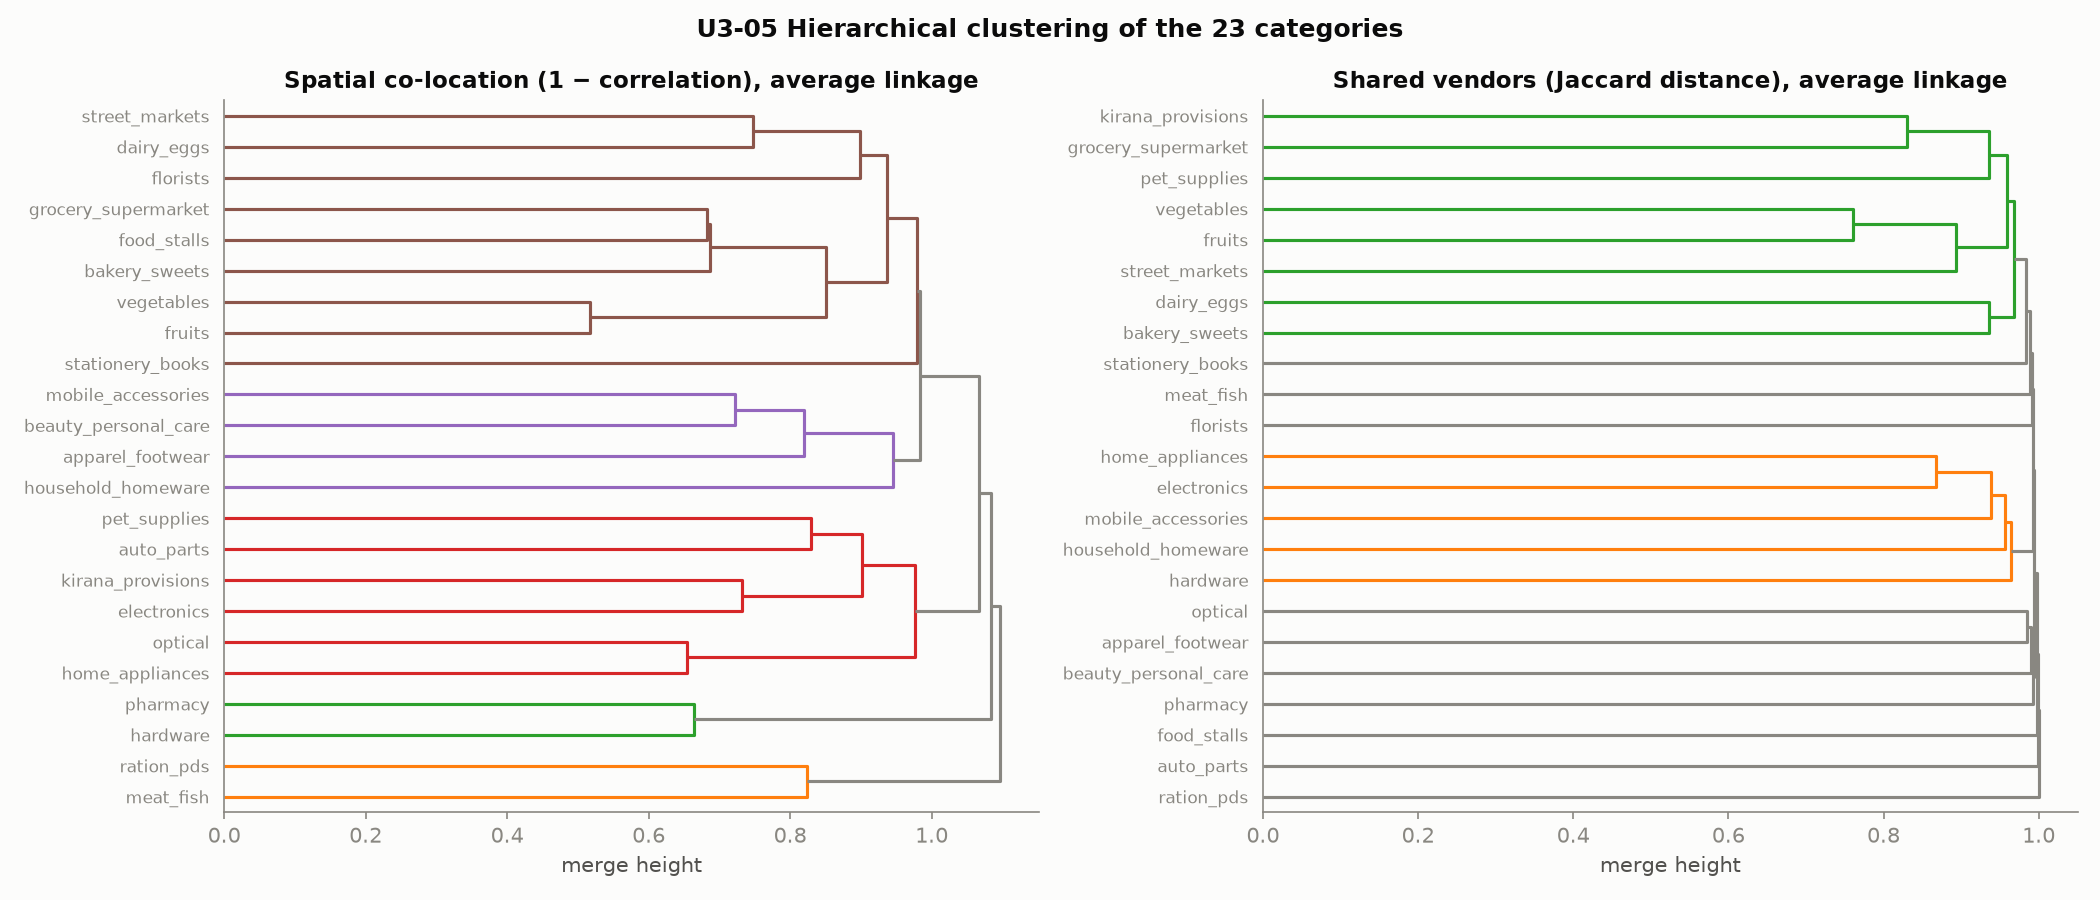 U3-05 Hierarchical clustering of the 23 categories
Spatial co-location (1 − correlation), average linkage
street_markets
dairy_eggs
florists
grocery_supermarket
food_stalls
bakery_sweets
vegetables
fruits
stationery_books
mobile_accessories
beauty_personal_care
apparel_footwear
household_homeware
pet_supplies
auto_parts
kirana_provisions
electronics
optical
home_appliances
pharmacy
hardware
ration_pds
meat_fish
0.0 0.2 0.4 0.6 0.8 1.0
merge height
Shared vendors (Jaccard distance), average linkage
kirana_provisions
grocery_supermarket
pet_supplies
vegetables
fruits
street_markets
dairy_eggs
bakery_sweets
stationery_books
meat_fish
florists
home_appliances
electronics
mobile_accessories
household_homeware
hardware
optical
apparel_footwear
beauty_personal_care
pharmacy
food_stalls
auto_parts
ration_pds
0.0 0.2 0.4 0.6 0.8 1.0
merge height